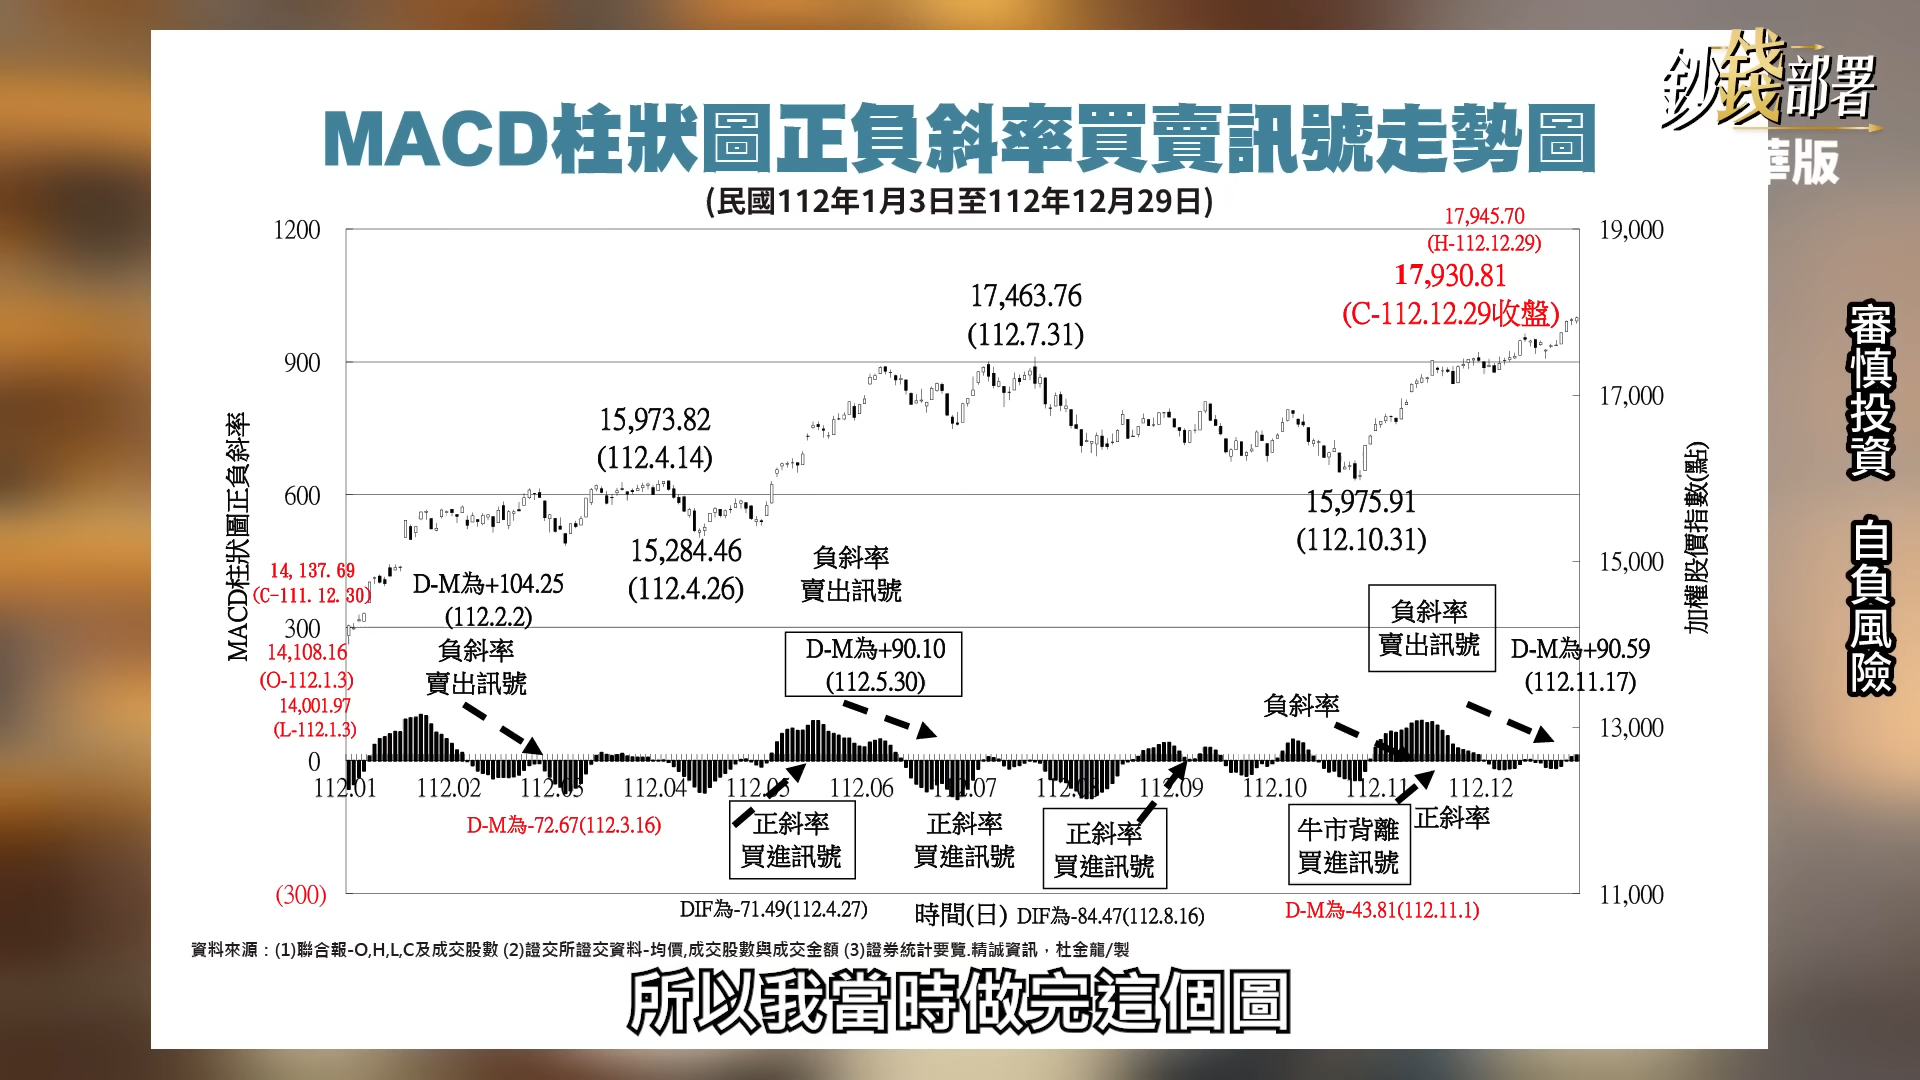 鈔錢部署
華版
MACD柱狀圖正負斜率買賣訊號走勢圖
(民國112年1月3日至112年12月29日)
1200
900
600
300
0
(300)
MACD柱狀圖正負斜率
19,000
17,000
15,000
13,000
11,000
加權股價指數(點)
17,945.70
(H-112.12.29)
17,930.81
(C-112.12.29收盤)
17,463.76
(112.7.31)
15,973.82
(112.4.14)
15,284.46
(112.4.26)
15,975.91
(112.10.31)
14,137.69
(C-111.12.30)
14,108.16
(O-112.1.3)
14,001.97
(L-112.1.3)
D-M為+104.25
(112.2.2)
負斜率
賣出訊號
負斜率
賣出訊號
D-M為+90.10
(112.5.30)
負斜率
賣出訊號
D-M為+90.59
(112.11.17)
負斜率
112.01
112.02
112.03
112.04
112.05
112.06
112.07
112.09
112.10
112.11
112.12
D-M為-72.67(112.3.16)
正斜率
買進訊號
正斜率
買進訊號
正斜率
買進訊號
牛市背離
買進訊號
正斜率
DIF為-71.49(112.4.27)
時間(日)
DIF為-84.47(112.8.16)
D-M為-43.81(112.11.1)
資料來源：(1)聯合報-O,H,L,C及成交股數 (2)證交所證交資料-均價,成交股數與成交金額 (3)證券統計要覽.精誠資訊，杜金龍/製
所以我當時做完這個圖
審慎投資 自負風險